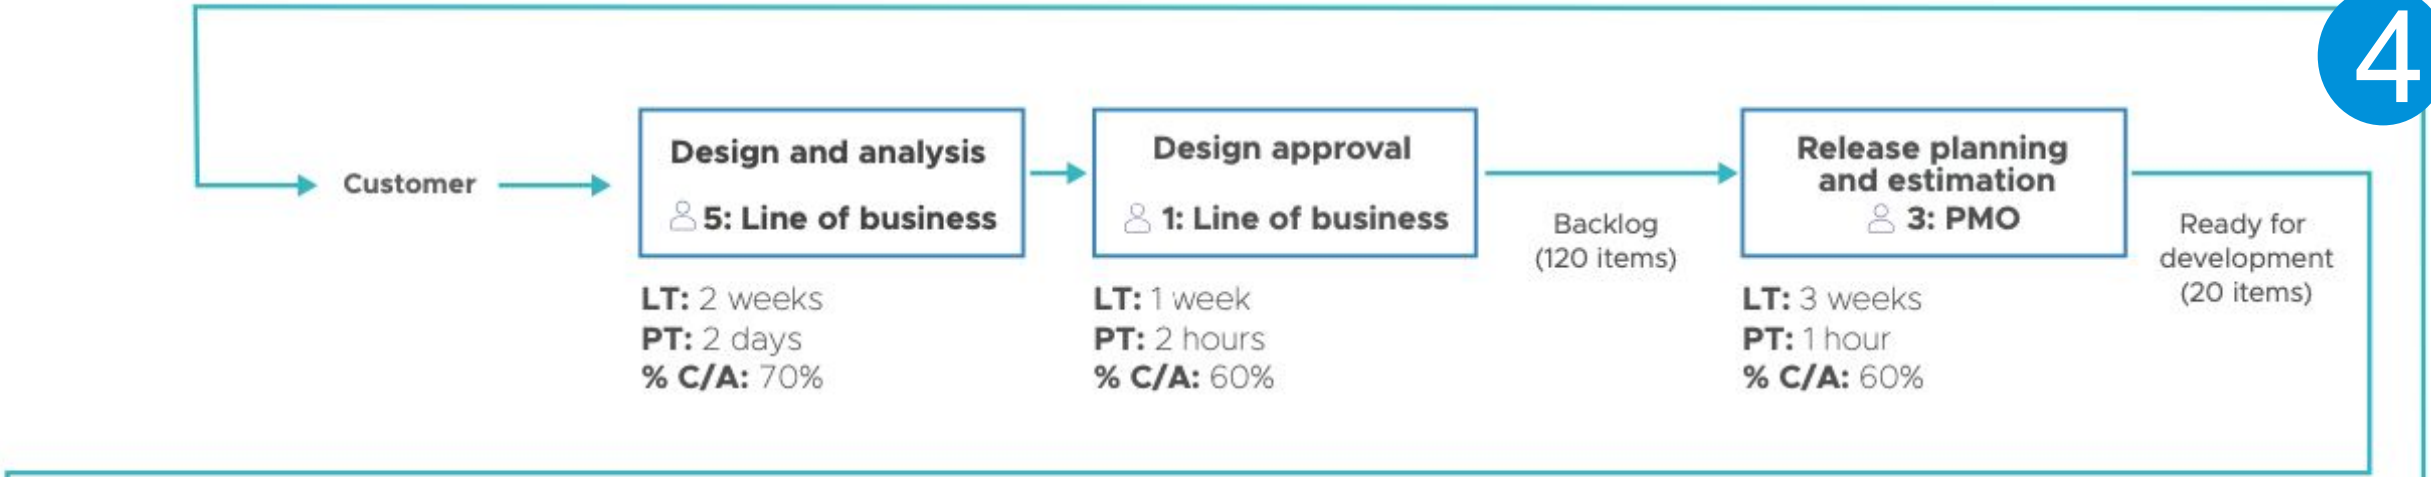 4
Customer
Design and analysis
5: Line of business
LT: 2 weeks
PT: 2 days
% C/A: 70%
Design approval
1: Line of business
LT: 1 week
PT: 2 hours
% C/A: 60%
Backlog
(120 items)
Release planning
and estimation
3: PMO
LT: 3 weeks
PT: 1 hour
% C/A: 60%
Ready for
development
(20 items)